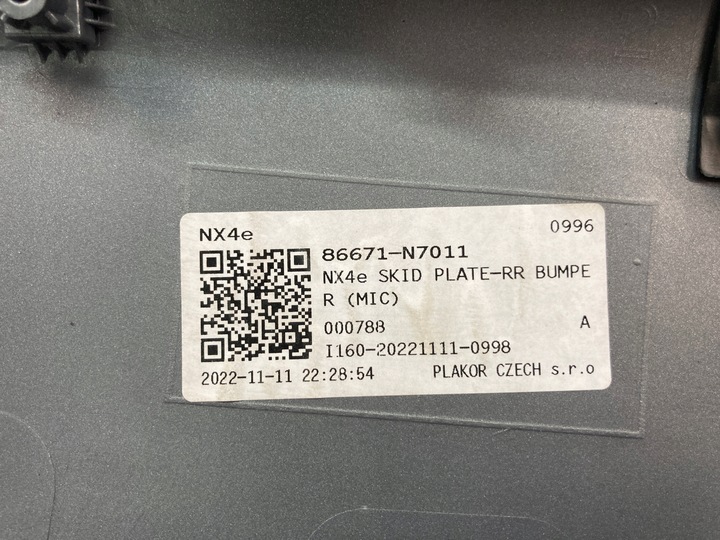 NX4e 0996
86671-N7011
NX4e SKID PLATE-RR BUMPE
R (MIC)
000788 A
I160-20221111-0998
2022-11-11 22:28:54 PLAKOR CZECH s.r.o